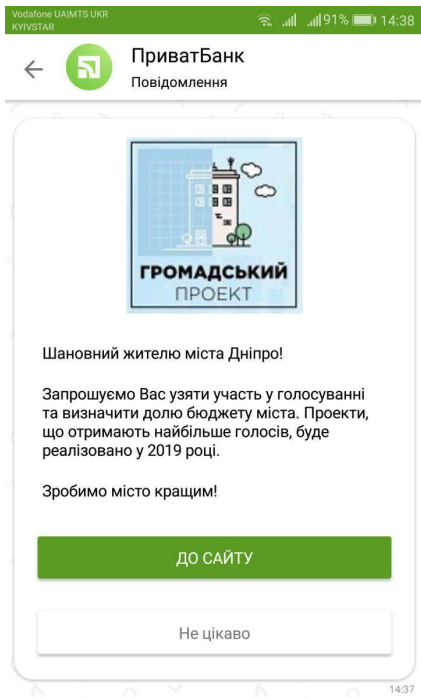 Vodafone UA|MTS UKR
KYIVSTAR
91% 14:38
ПриватБанк
Повідомлення
ГРОМАДСЬКИЙ
ПРОЕКТ
Шановний жителю міста Дніпро!
Запрошуємо Вас узяти участь у голосуванні
та визначити долю бюджету міста. Проекти,
що отримають найбільше голосів, буде
реалізовано у 2019 році.
Зробимо місто кращим!
ДО САЙТУ
Не цікаво
14:37